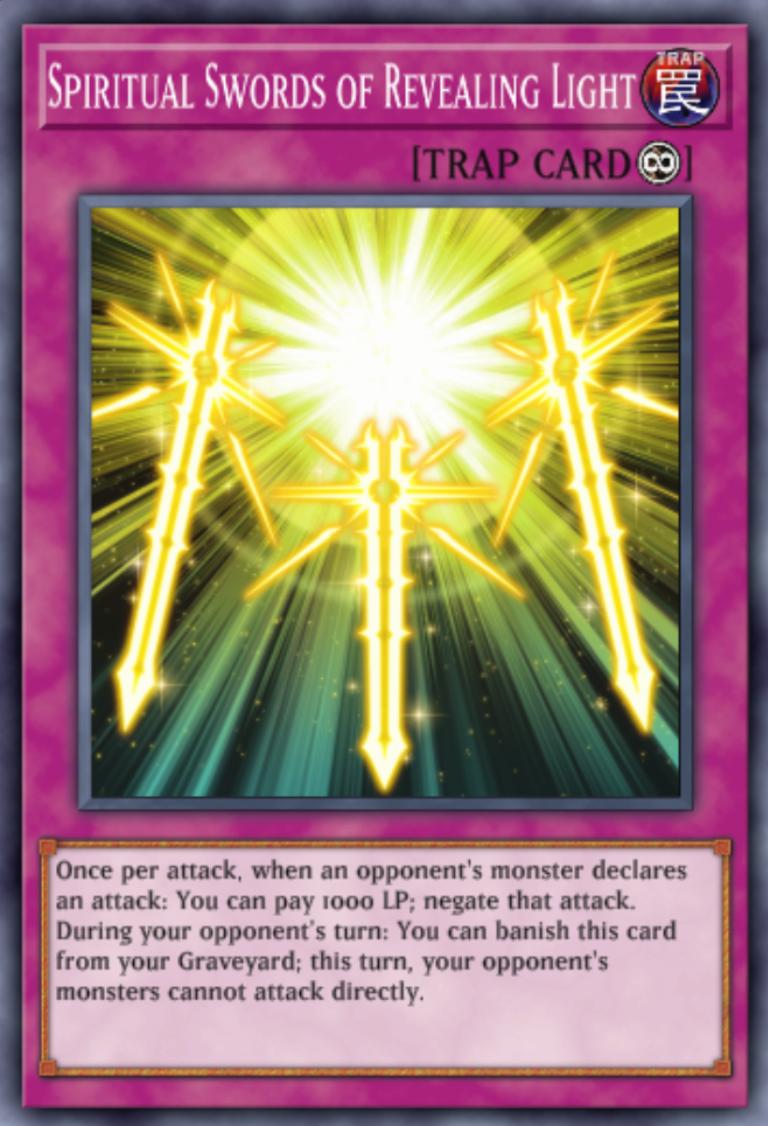 SPIRITUAL SWORDS OF REVEALING LIGHT
TRAP
罠
[TRAP CARD∞]
Once per attack, when an opponent's monster declares
an attack: You can pay 1000 LP; negate that attack.
During your opponent's turn: You can banish this card
from your Graveyard; this turn, your opponent's
monsters cannot attack directly.